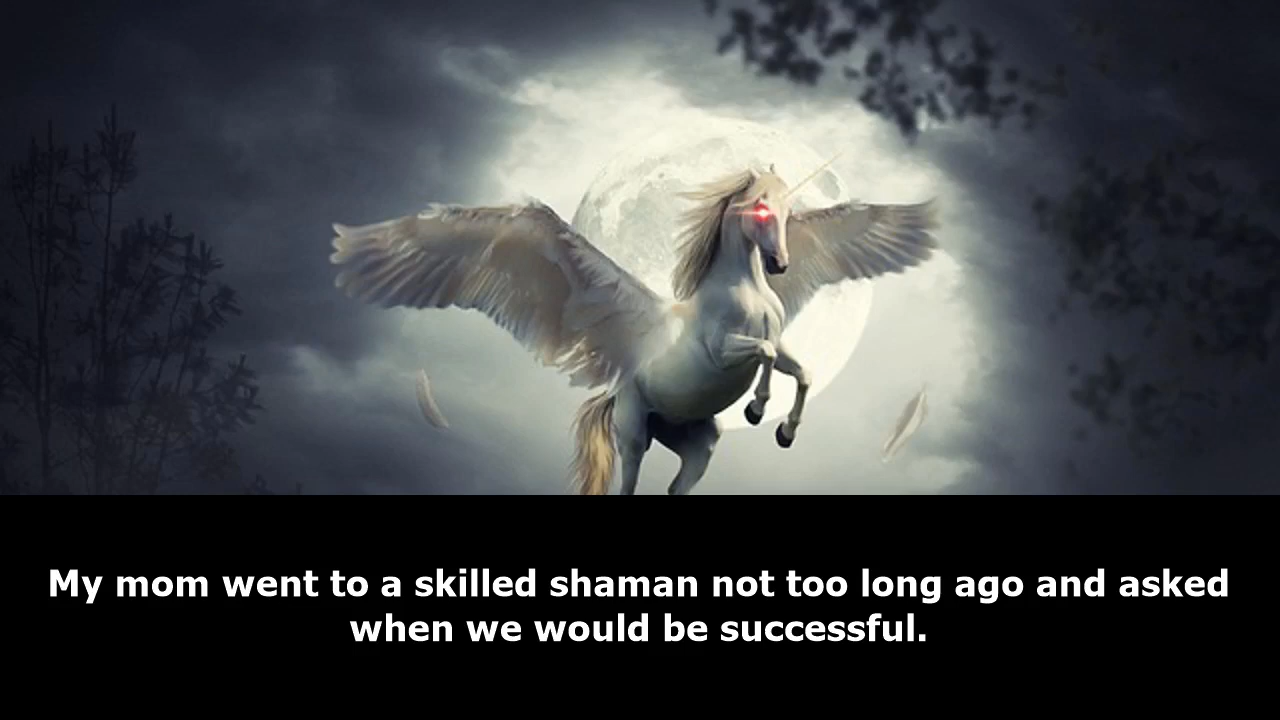 My mom went to a skilled shaman not too long ago and asked
when we would be successful.